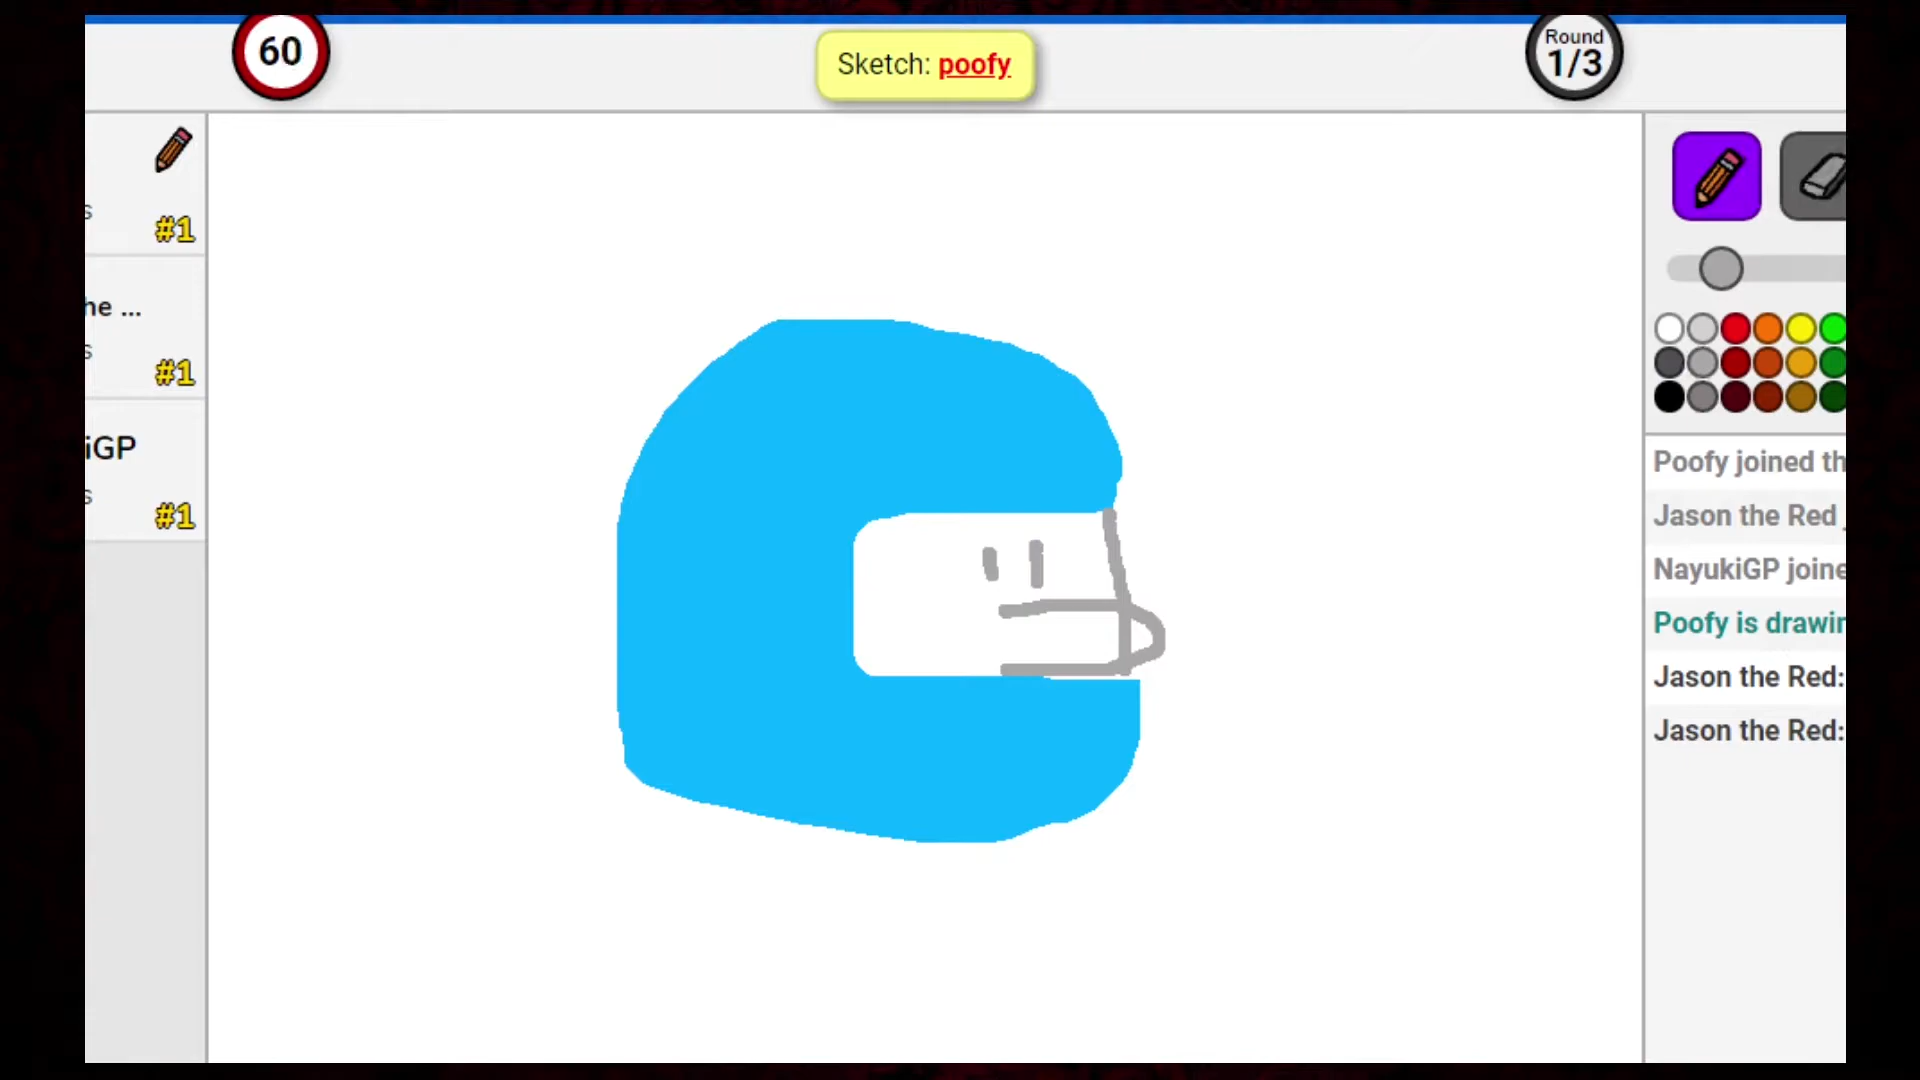 60
Sketch: poofy
Round
1/3
s
#1
he ...
s
#1
iGP
s
#1
Poofy joined th
Jason the Red
NayukiGP joine
Poofy is drawin
Jason the Red:
Jason the Red: